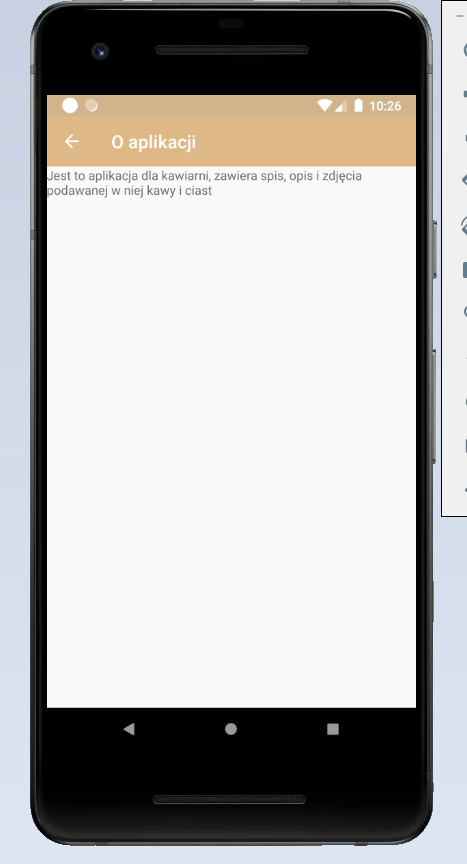 10:26
O aplikacji
Jest to aplikacja dla kawiarni, zawiera spis, opis i zdjęcia
podawanej w niej kawy i ciast